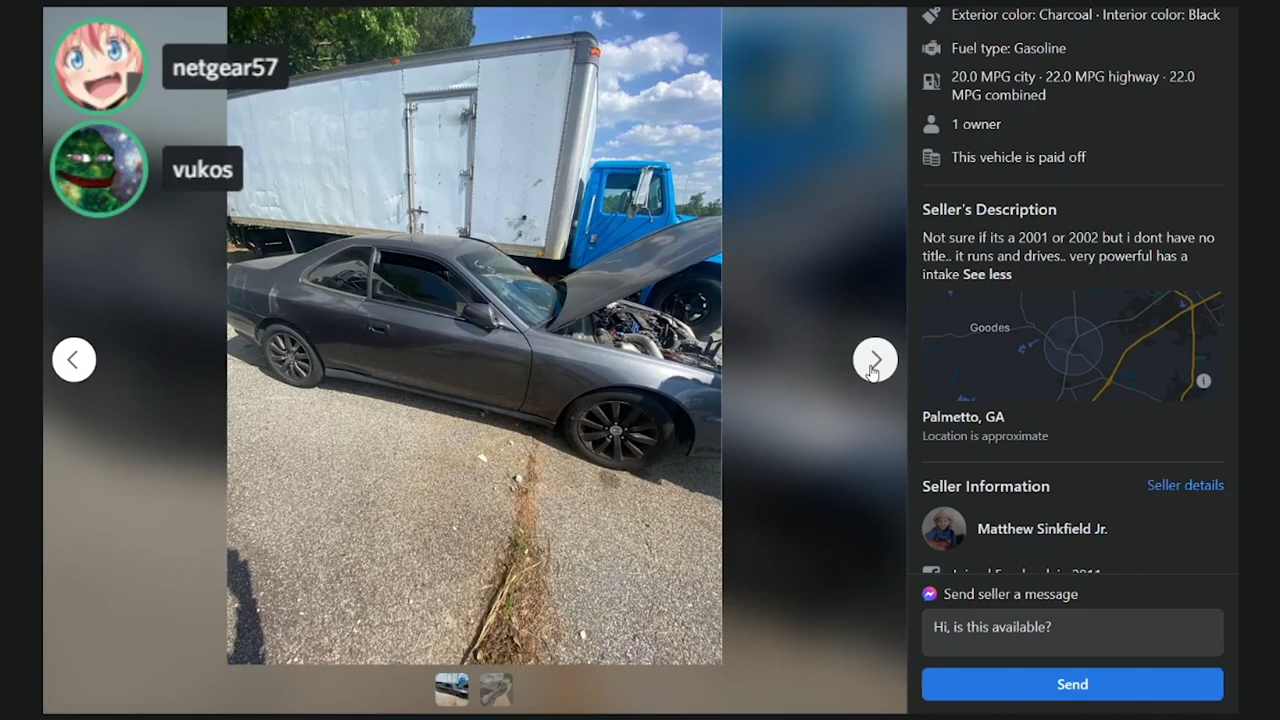 netgear57
vukos
Exterior color: Charcoal · Interior color: Black
Fuel type: Gasoline
20.0 MPG city · 22.0 MPG highway · 22.0
MPG combined
1 owner
This vehicle is paid off
Seller's Description
Not sure if its a 2001 or 2002 but i dont have no
title.. it runs and drives.. very powerful has a
intake See less
Goodes
Palmetto, GA
Location is approximate
Seller Information
Seller details
Matthew Sinkfield Jr.
Send seller a message
Hi, is this available?
Send